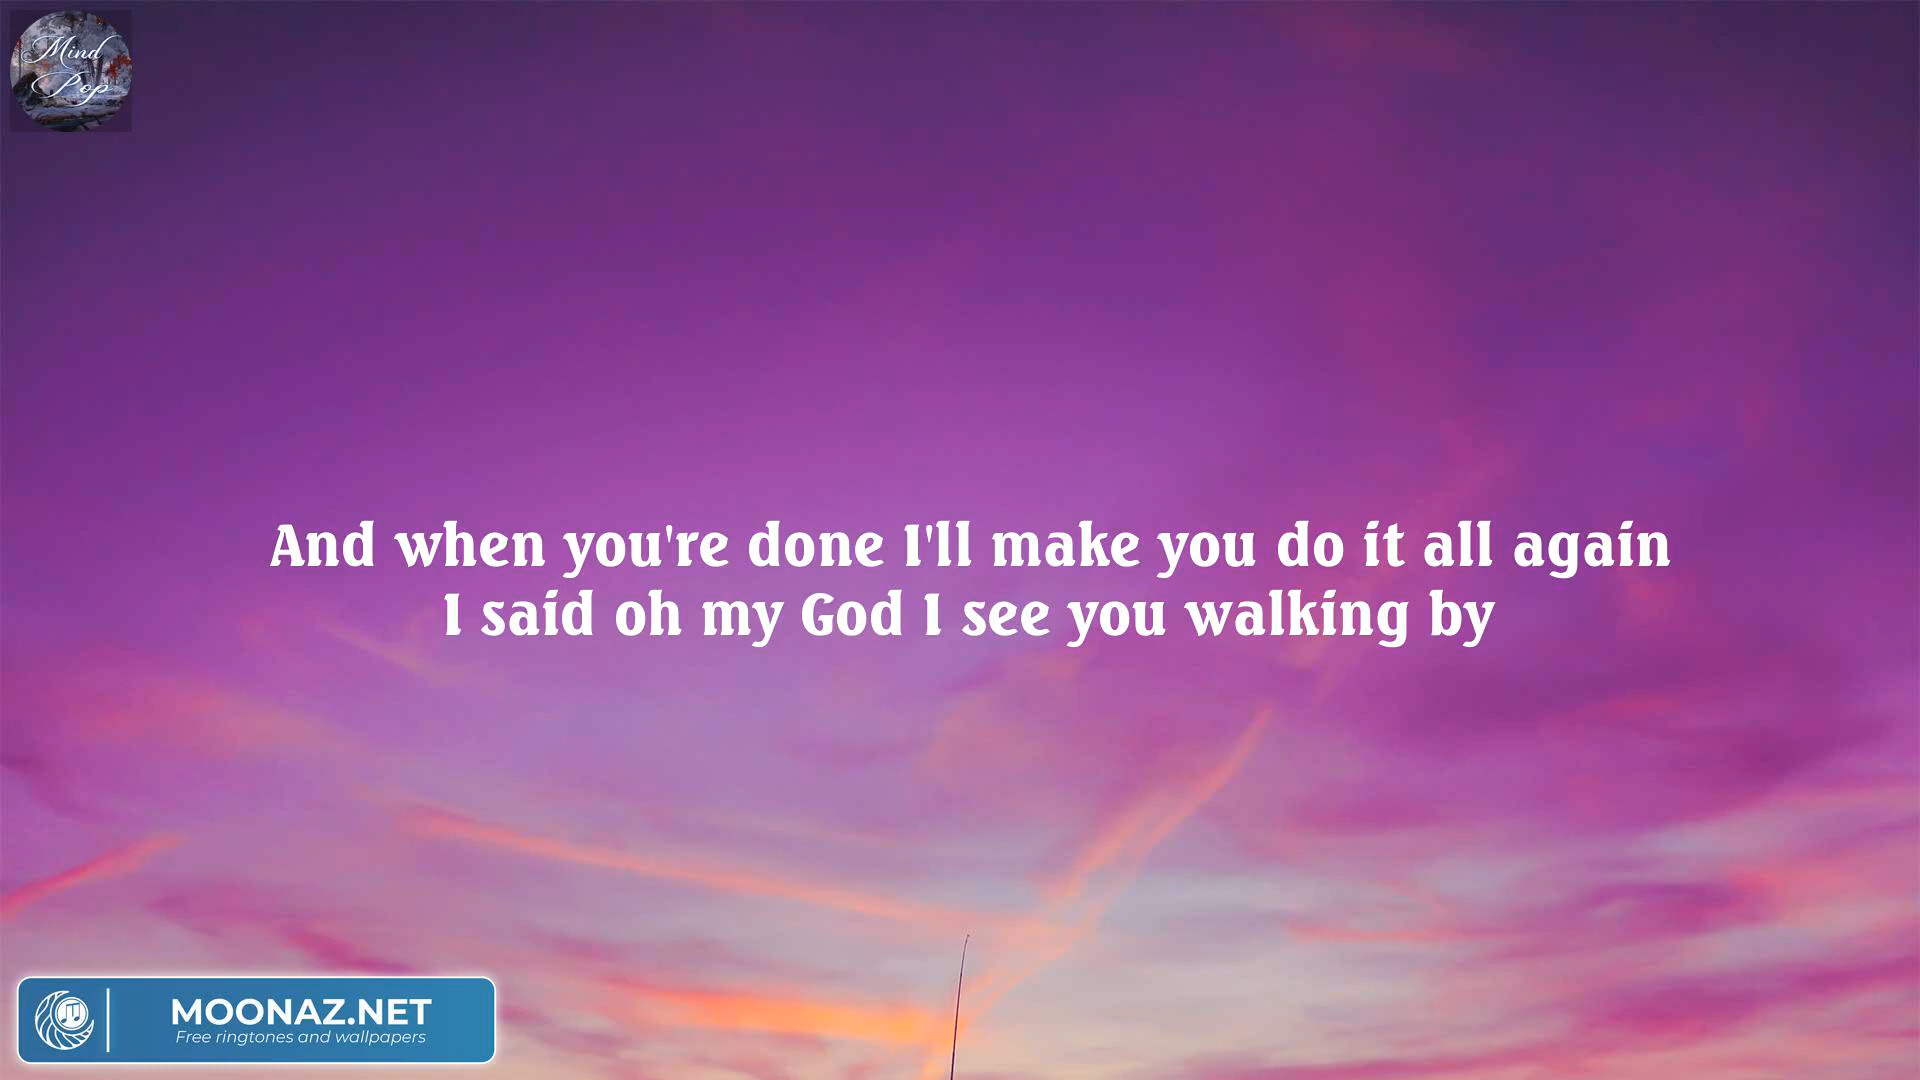 Mind
Pop
And when you're done I'll make you do it all again
I said oh my God I see you walking by
MOONAZ.NET
Free ringtones and wallpapers